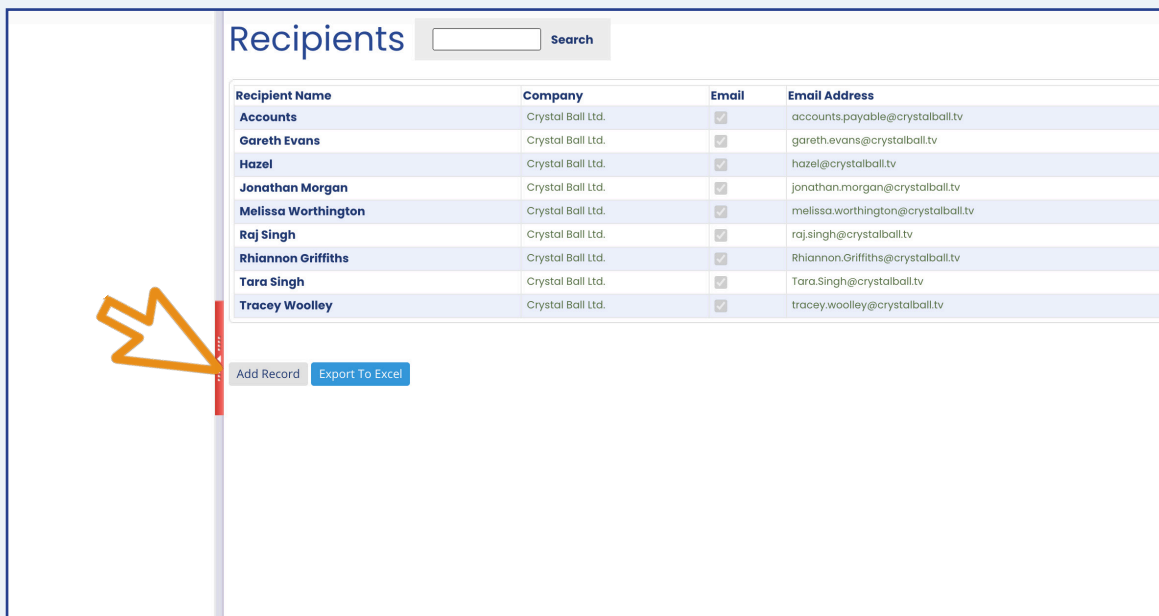 Recipients Search
Recipient Name Company Email Email Address
Accounts Crystal Ball Ltd. accounts.payable@crystalball.tv
Gareth Evans Crystal Ball Ltd. gareth.evans@crystalball.tv
Hazel Crystal Ball Ltd. hazel@crystalball.tv
Jonathan Morgan Crystal Ball Ltd. jonathan.morgan@crystalball.tv
Melissa Worthington Crystal Ball Ltd. melissa.worthington@crystalball.tv
Raj Singh Crystal Ball Ltd. raj.singh@crystalball.tv
Rhiannon Griffiths Crystal Ball Ltd. Rhiannon.Griffiths@crystalball.tv
Tara Singh Crystal Ball Ltd. Tara.Singh@crystalball.tv
Tracey Woolley Crystal Ball Ltd. tracey.woolley@crystalball.tv
Add Record Export To Excel